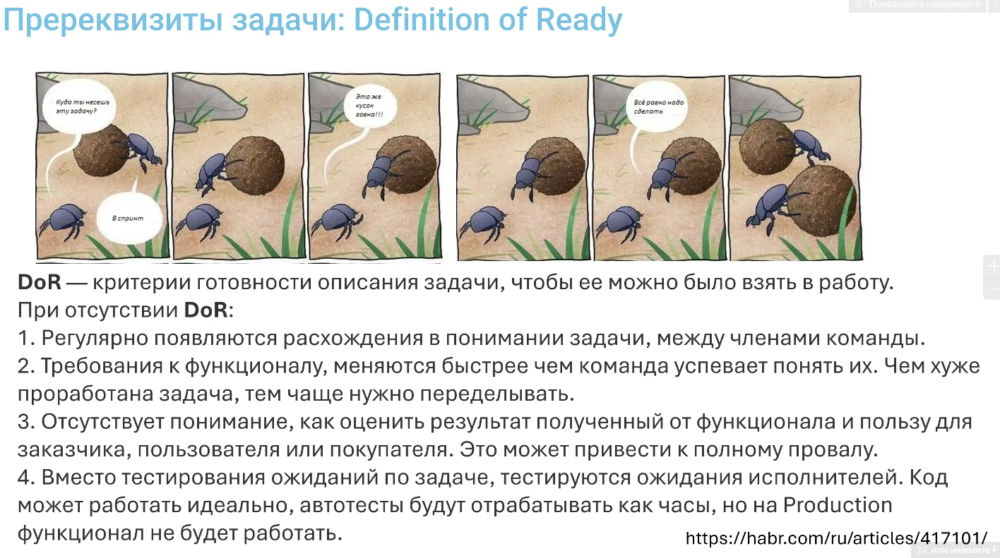 Показывать говорящего
Пререквизиты задачи: Definition of Ready
Куда ты несешь
эту задачу?
В спринт
Это же
кусок
говна!!!
Всё равно надо
сделать
DoR — критерии готовности описания задачи, чтобы ее можно было взять в работу.
При отсутствии DoR:
1. Регулярно появляются расхождения в понимании задачи, между членами команды.
2. Требования к функционалу, меняются быстрее чем команда успевает понять их. Чем хуже
проработана задача, тем чаще нужно переделывать.
3. Отсутствует понимание, как оценить результат полученный от функционала и пользу для
заказчика, пользователя или покупателя. Это может привести к полному провалу.
4. Вместо тестирования ожиданий по задаче, тестируются ожидания исполнителей. Код
может работать идеально, автотесты будут отрабатывать как часы, но на Production
функционал не будет работать.
https://habr.com/ru/articles/417101/
или нажмите F